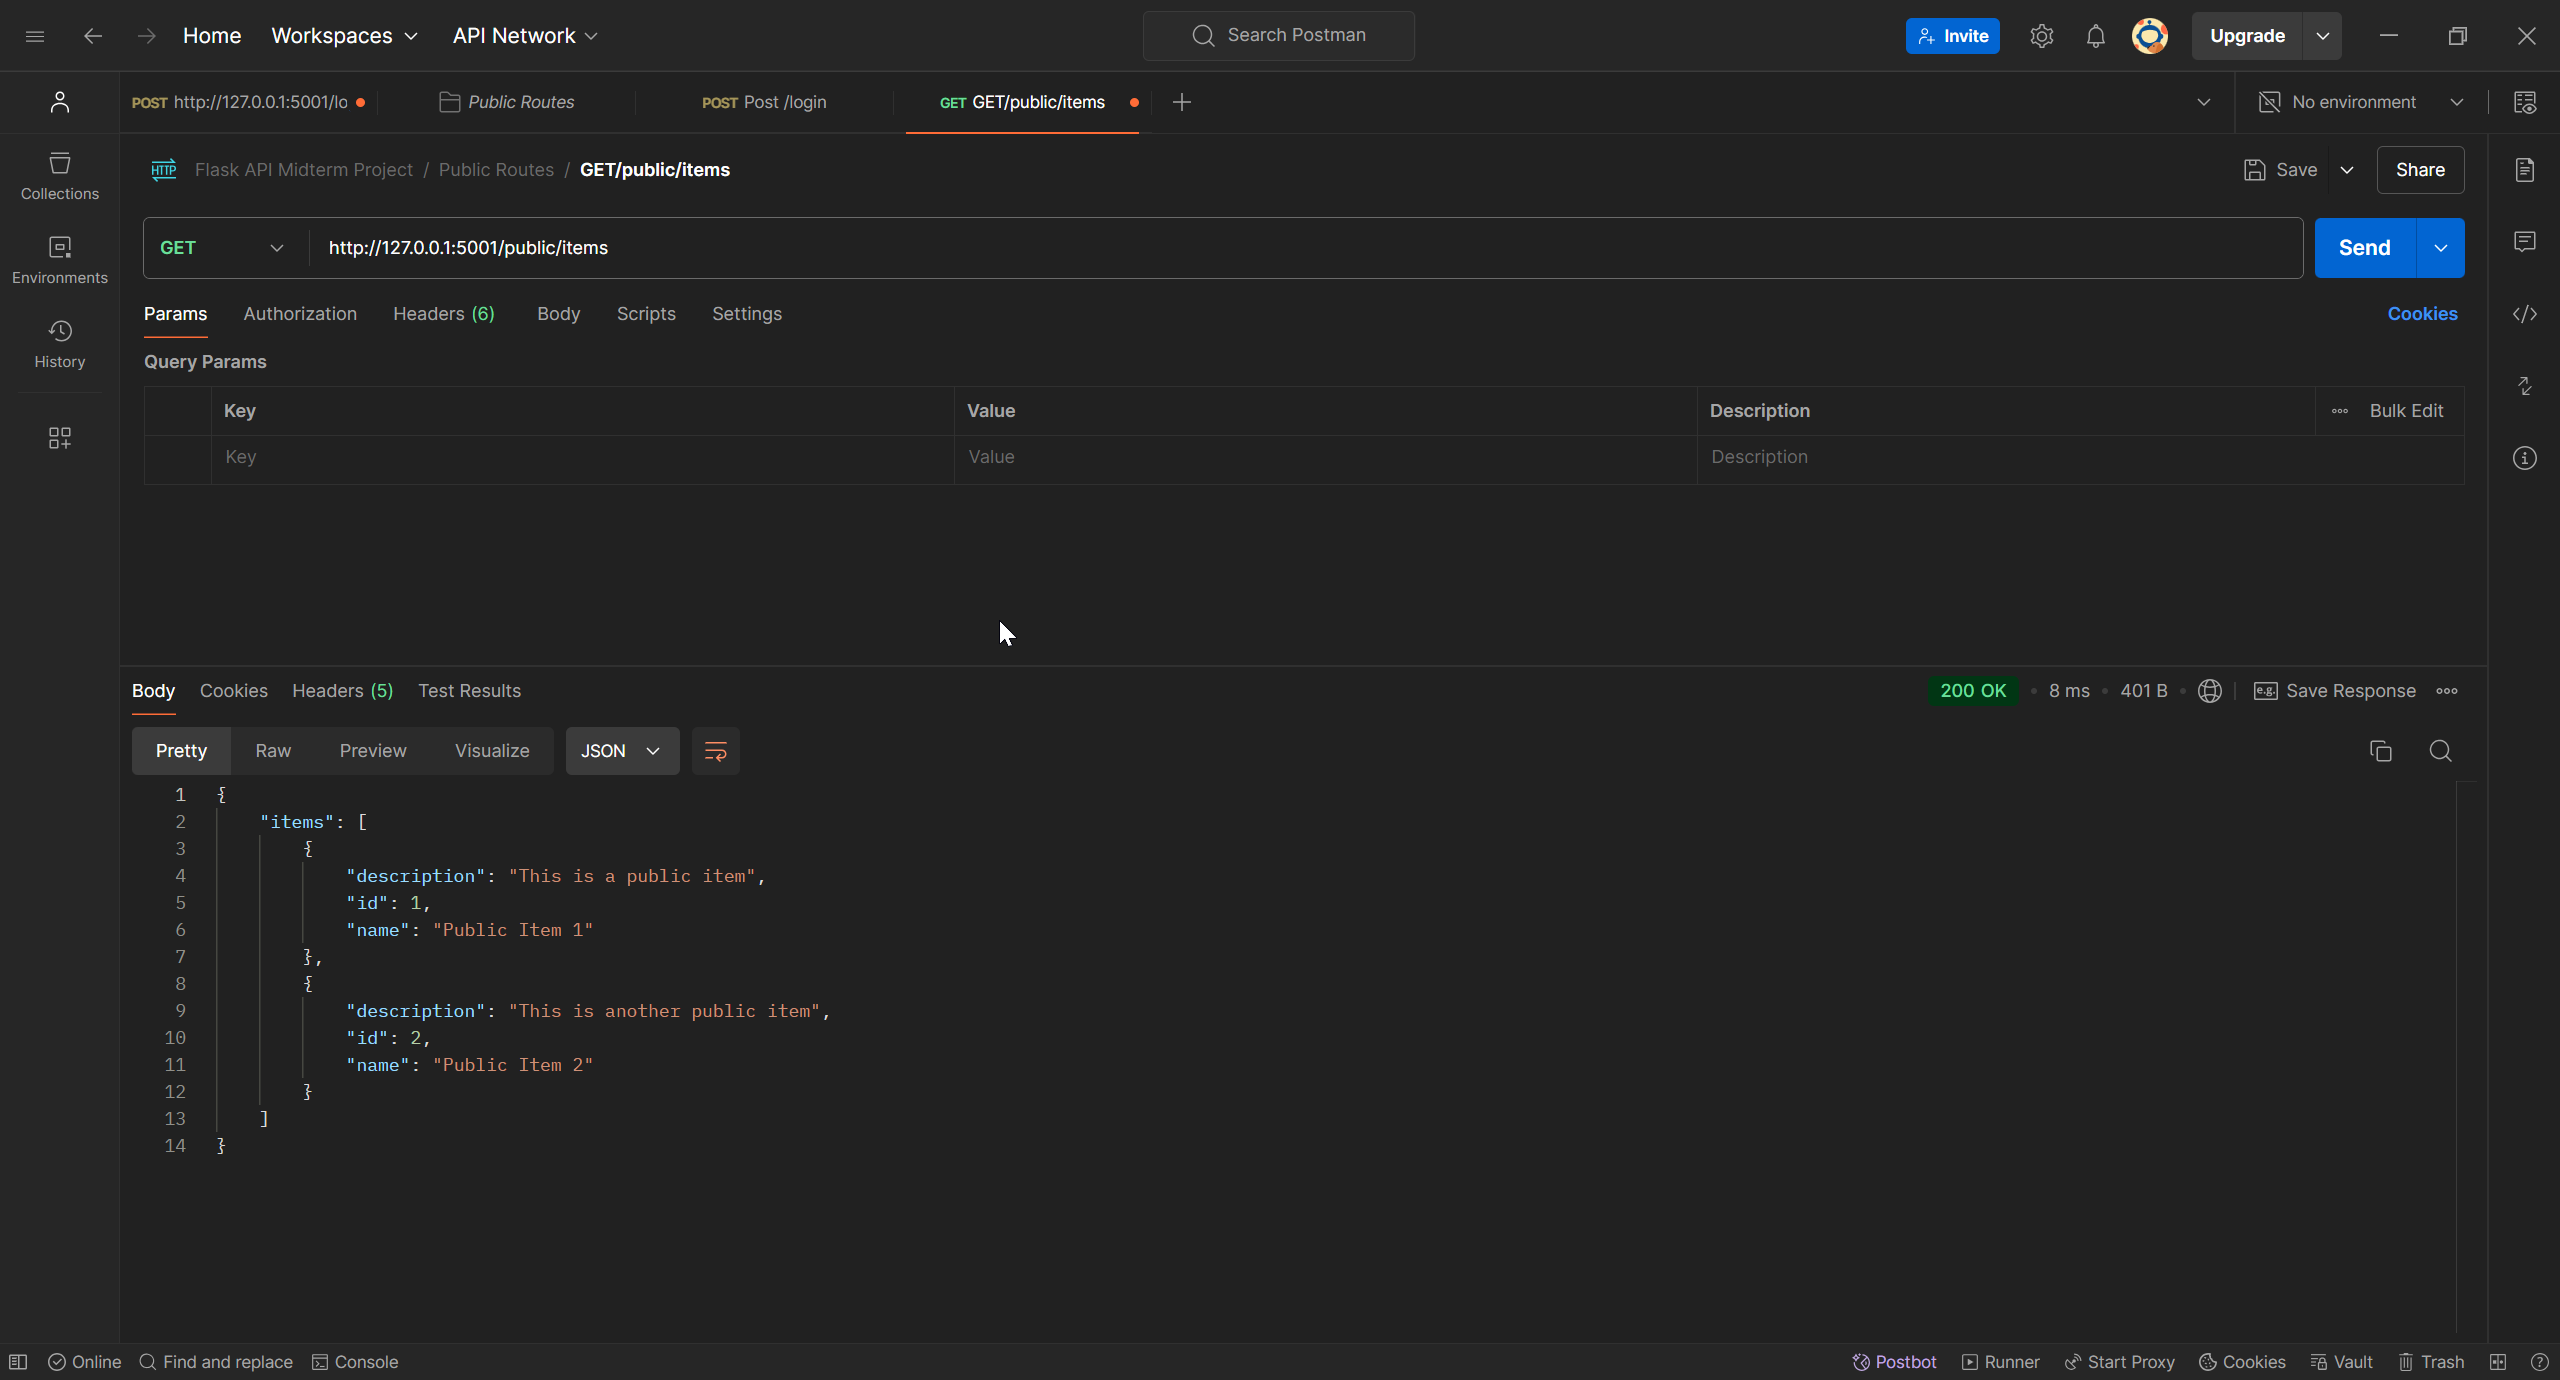 Home Workspaces API Network Search Postman Invite Upgrade
POST http://127.0.0.1:5001/lo Public Routes POST Post /login GET GET/public/items No environment
HTTP Flask API Midterm Project / Public Routes / GET/public/items Save Share
Collections
GET http://127.0.0.1:5001/public/items Send
Environments
Params Authorization Headers (6) Body Scripts Settings Cookies
History
Query Params
Key Value Description Bulk Edit
Key Value Description
Body Cookies Headers (5) Test Results 200 OK • 8 ms • 401 B • e.g. Save Response
Pretty Raw Preview Visualize JSON
1 {
2 "items": [
3 {
4 "description": "This is a public item",
5 "id": 1,
6 "name": "Public Item 1"
7 },
8 {
9 "description": "This is another public item",
10 "id": 2,
11 "name": "Public Item 2"
12 }
13 ]
14 }
Online Find and replace Console Postbot Runner Start Proxy Cookies Vault Trash